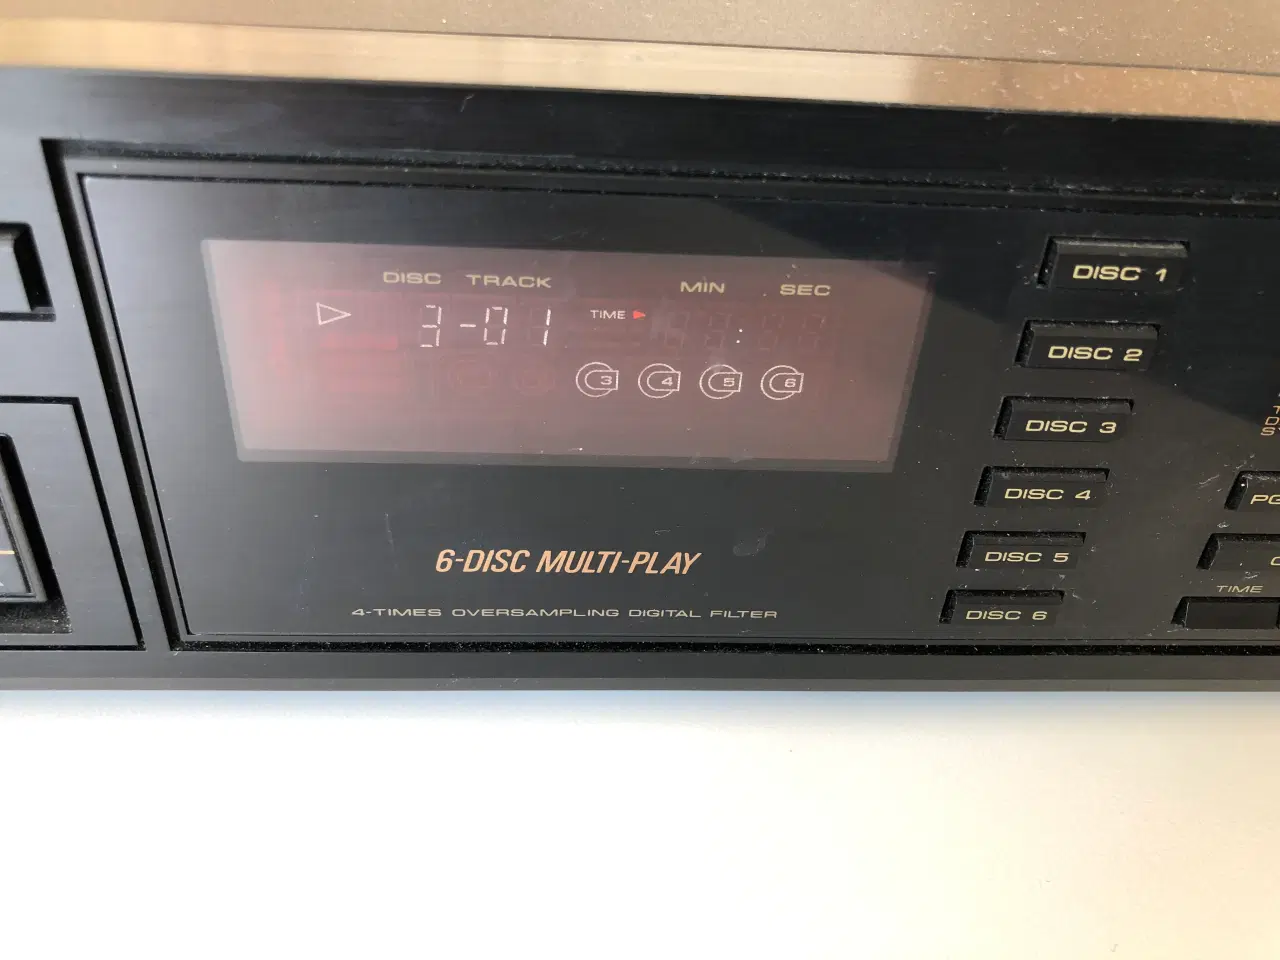 DISC TRACK MIN SEC
3-01 TIME :
3 4 5 6
6-DISC MULTI-PLAY
4-TIMES OVERSAMPLING DIGITAL FILTER
DISC 1
DISC 2
DISC 3
DISC 4
DISC 5
DISC 6
TIME